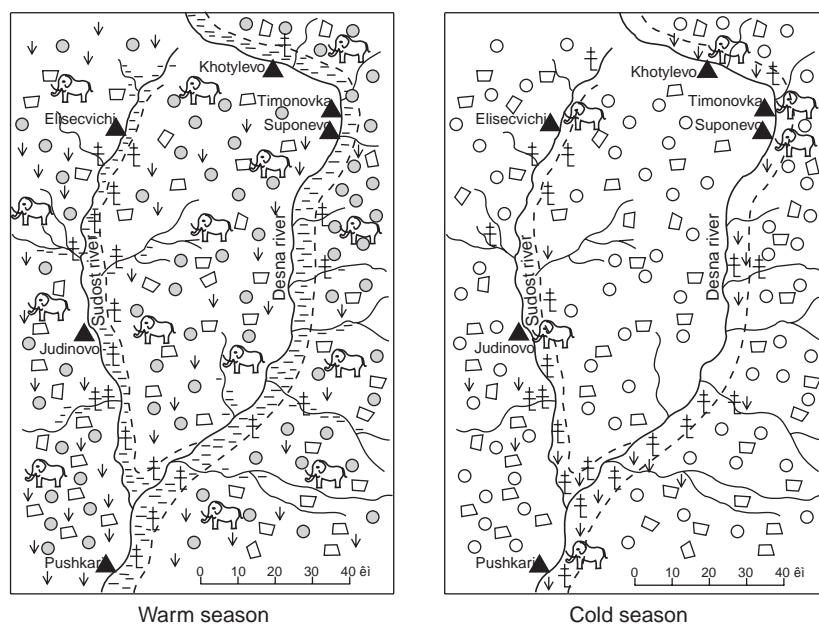 Khotylevo
Timonovka
Elisecvichi
Suponevo
Sudost river
Desna river
Judinovo
Pushkari
0 10 20 30 40 êì
Warm season
Khotylevo
Timonovka
Elisecvichi
Suponevo
Sudost river
Desna river
Judinovo
Pushkari
0 10 20 30 40 êì
Cold season